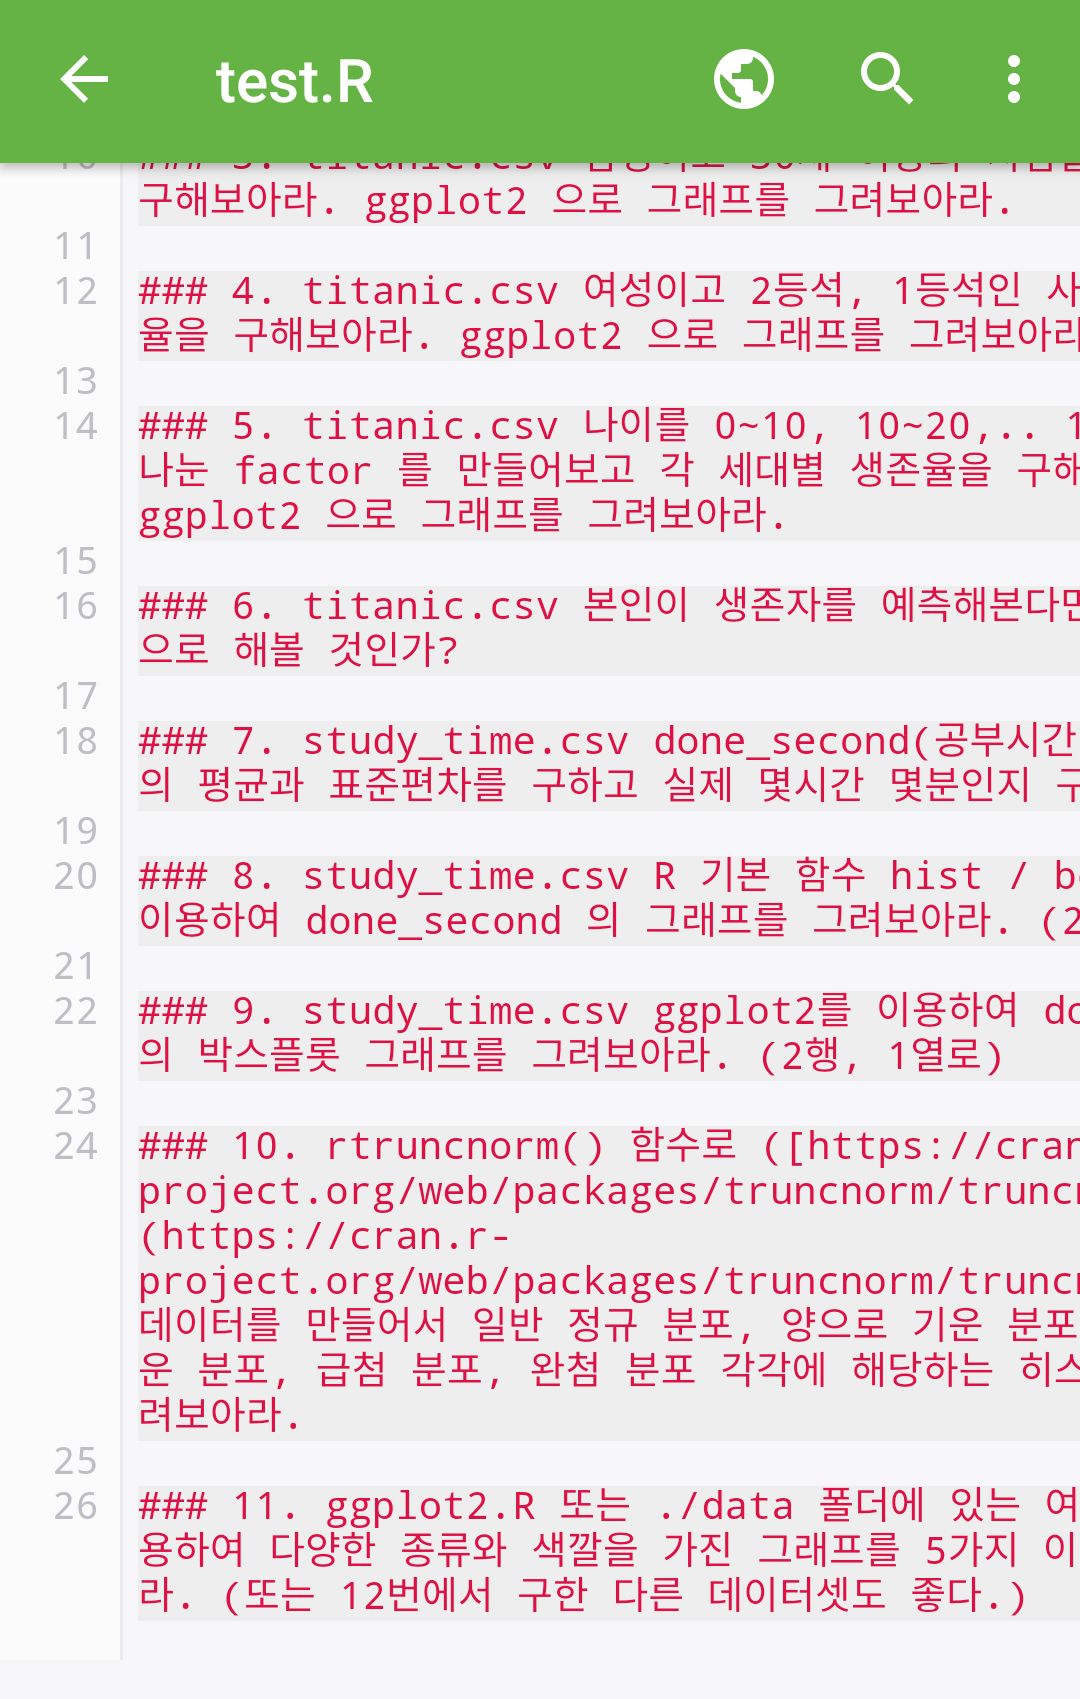 test.R
구해보아라. ggplot2 으로 그래프를 그려보아라.
11
12 ### 4. titanic.csv 여성이고 2등석, 1등석인 사
율을 구해보아라. ggplot2 으로 그래프를 그려보아라
13
14 ### 5. titanic.csv 나이를 0~10, 10~20,.. 1
나눈 factor 를 만들어보고 각 세대별 생존율을 구해
ggplot2 으로 그래프를 그려보아라.
15
16 ### 6. titanic.csv 본인이 생존자를 예측해본다면
으로 해볼 것인가?
17
18 ### 7. study_time.csv done_second(공부시간
의 평균과 표준편차를 구하고 실제 몇시간 몇분인지 구
19
20 ### 8. study_time.csv R 기본 함수 hist / b
이용하여 done_second 의 그래프를 그려보아라. (2
21
22 ### 9. study_time.csv ggplot2를 이용하여 do
의 박스플롯 그래프를 그려보아라. (2행, 1열로)
23
24 ### 10. rtruncnorm() 함수로 ([https://cran
project.org/web/packages/truncnorm/truncn
(https://cran.r-
project.org/web/packages/truncnorm/truncn
데이터를 만들어서 일반 정규 분포, 양으로 기운 분포
운 분포, 급첨 분포, 완첨 분포 각각에 해당하는 히스
려보아라.
25
26 ### 11. ggplot2.R 또는 ./data 폴더에 있는 여
용하여 다양한 종류와 색깔을 가진 그래프를 5가지 이
라. (또는 12번에서 구한 다른 데이터셋도 좋다.)